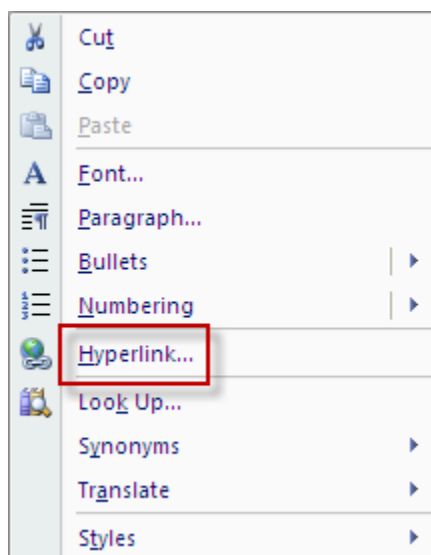 Cut
Copy
Paste
Font...
Paragraph...
Bullets
Numbering
Hyperlink...
Look Up...
Synonyms
Translate
Styles